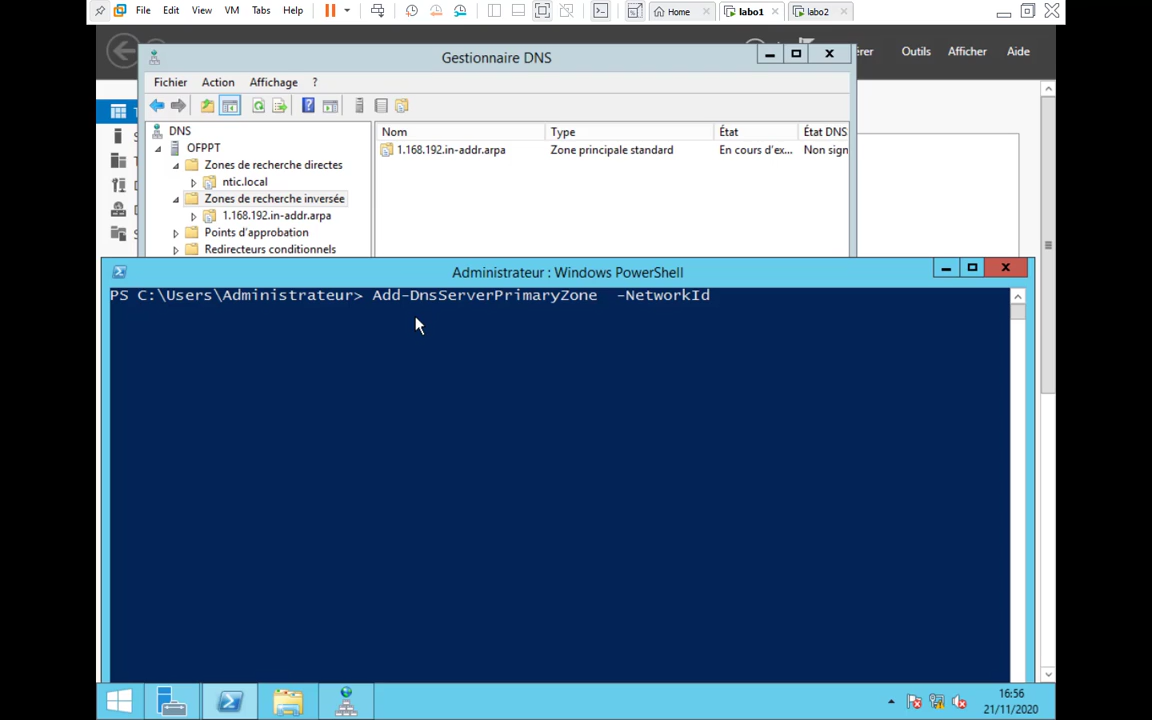 File Edit View VM Tabs Help Home labo1 labo2
Gestionnaire DNS
érer Outils Afficher Aide
Fichier Action Affichage ?
DNS
OFPPT
Zones de recherche directes
ntic.local
Zones de recherche inversée
1.168.192.in-addr.arpa
Points d'approbation
Redirecteurs conditionnels
Nom Type État État DNS
1.168.192.in-addr.arpa Zone principale standard En cours d'ex... Non sign
Administrateur : Windows PowerShell
PS C:\Users\Administrateur> Add-DnsServerPrimaryZone -NetworkId
16:56
21/11/2020